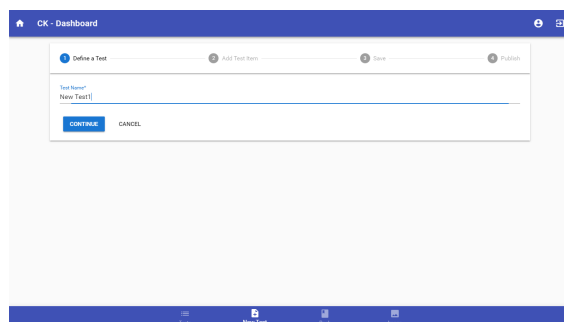 CK - Dashboard
1 Define a Test
2 Add Test Item
3 Save
4 Publish
Test Name*
New Test1
CONTINUE
CANCEL
New Test